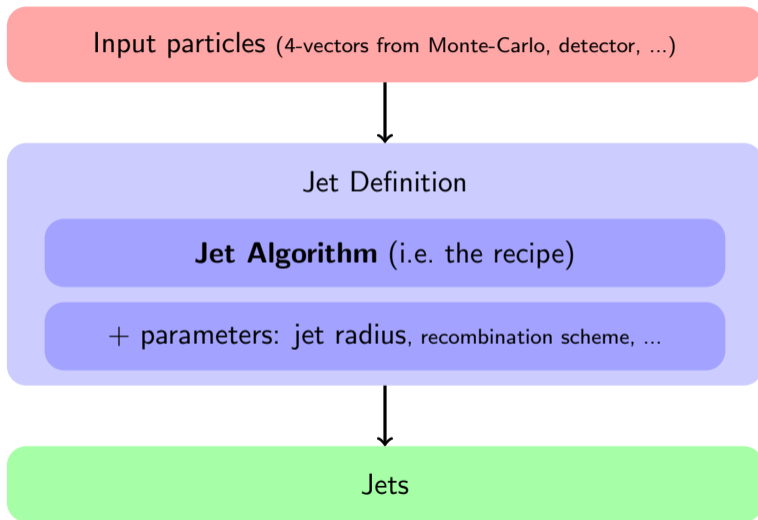 Input particles (4-vectors from Monte-Carlo, detector, ...)
Jet Definition
Jet Algorithm (i.e. the recipe)
+ parameters: jet radius, recombination scheme, ...
Jets